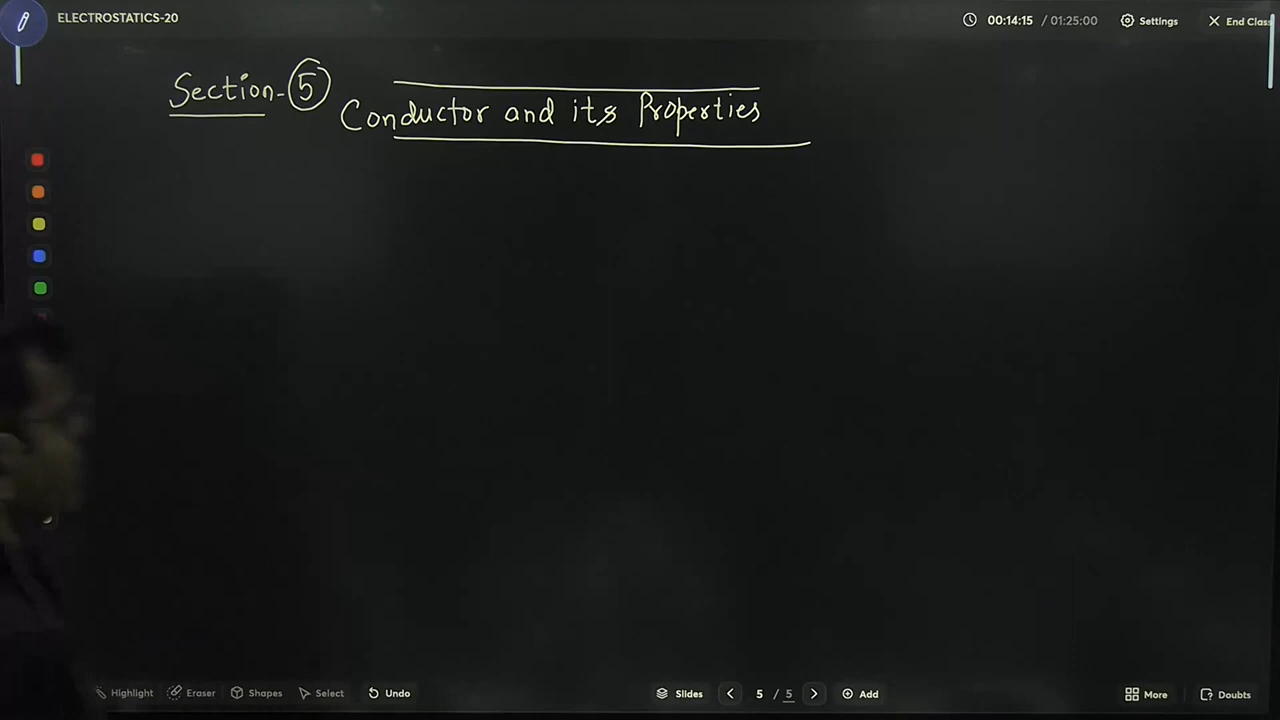 ELECTROSTATICS-20
00:14:15 / 01:25:00
Settings
End Class
Section-5
Conductor and its Properties
Highlight
Eraser
Shapes
Select
Undo
Slides
5 / 5
Add
More
Doubts